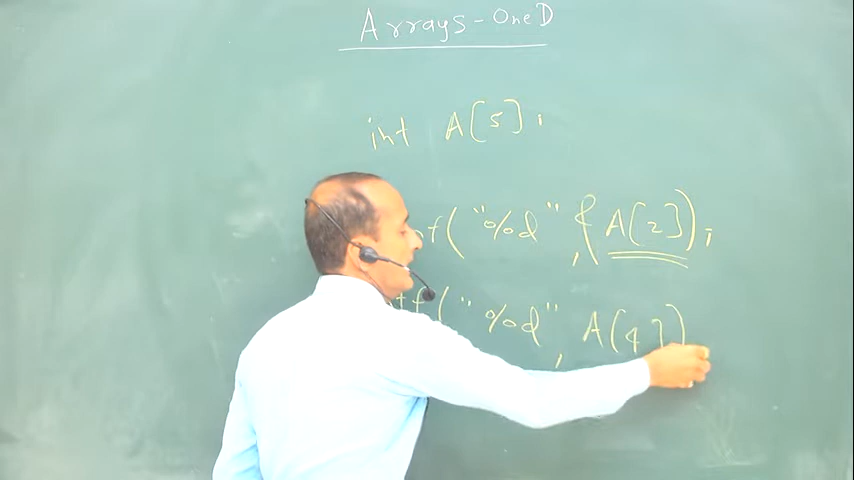 Arrays - One D
int A[5];
f("%d", &A[2]);
tf("%d", A[4])